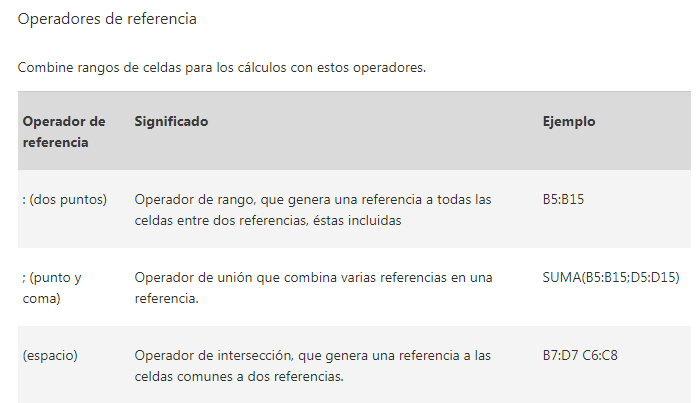 Operadores de referencia
Combine rangos de celdas para los cálculos con estos operadores.
Operador de referencia Significado Ejemplo
: (dos puntos) Operador de rango, que genera una referencia a todas las celdas entre dos referencias, éstas incluidas B5:B15
; (punto y coma) Operador de unión que combina varias referencias en una referencia. SUMA(B5:B15;D5:D15)
(espacio) Operador de intersección, que genera una referencia a las celdas comunes a dos referencias. B7:D7 C6:C8